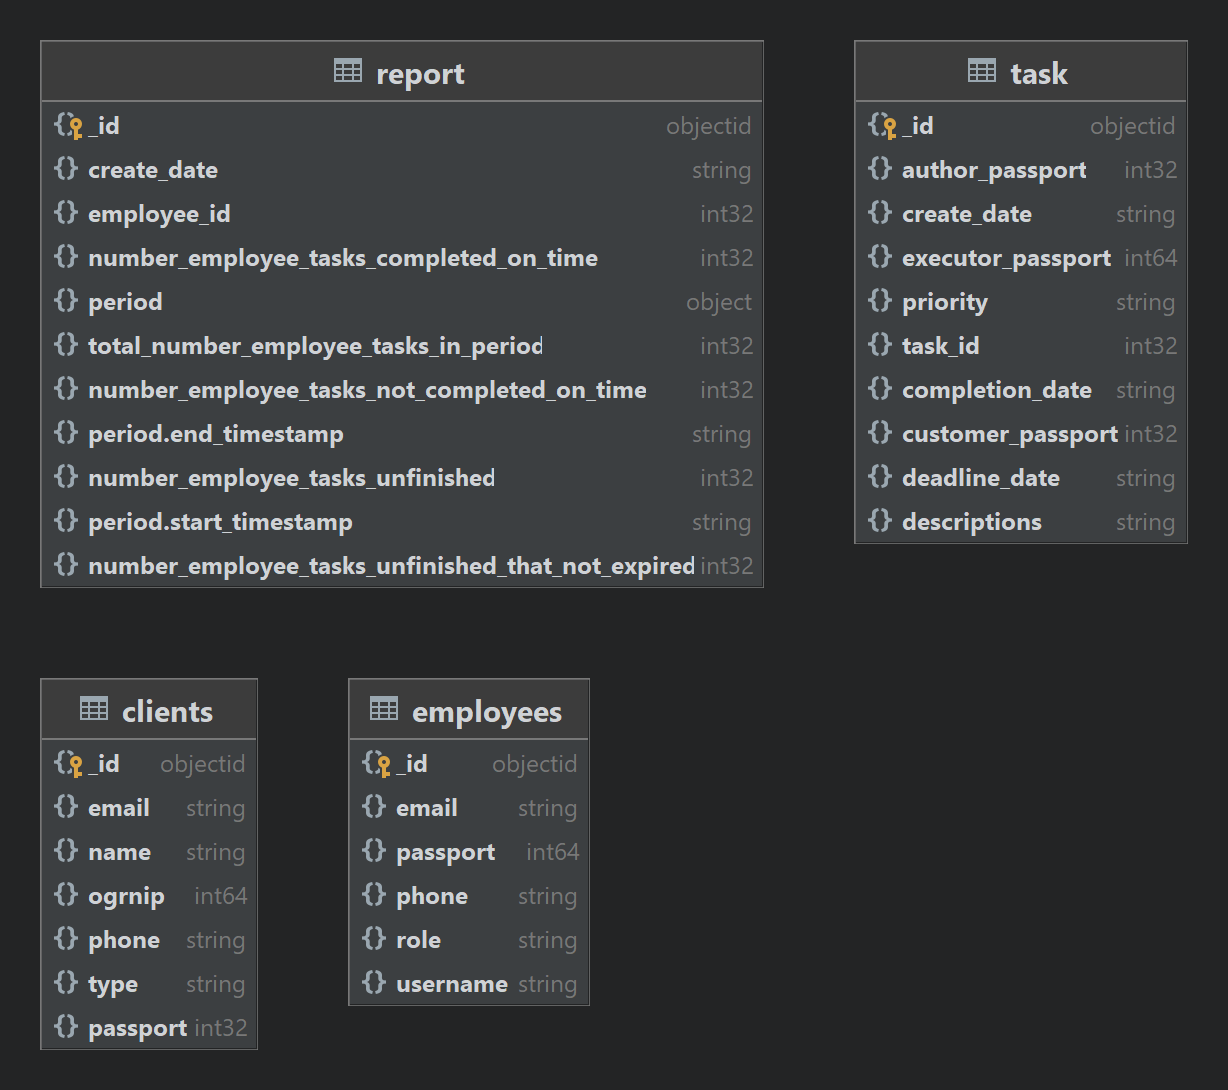 report
_id objectid
create_date string
employee_id int32
number_employee_tasks_completed_on_time int32
period object
total_number_employee_tasks_in_period int32
number_employee_tasks_not_completed_on_time int32
period.end_timestamp string
number_employee_tasks_unfinished int32
period.start_timestamp string
number_employee_tasks_unfinished_that_not_expired int32
task
_id objectid
author_passport int32
create_date string
executor_passport int64
priority string
task_id int32
completion_date string
customer_passport int32
deadline_date string
descriptions string
clients
_id objectid
email string
name string
ogrnip int64
phone string
type string
passport int32
employees
_id objectid
email string
passport int64
phone string
role string
username string